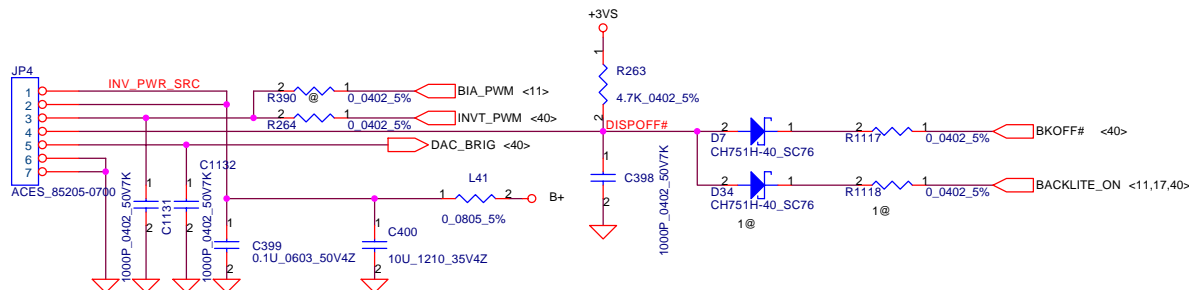 +3VS
1
R263
4.7K_0402_5%
2
JP4
1
2
3
4
5
6
7
ACES_85205-0700
INV_PWR_SRC
2 1
R390 @ 0_0402_5%
BIA_PWM <11>
2 1
R264 0_0402_5%
INVT_PWM <40>
DISPOFF#
DAC_BRIG <40>
2 1
D7
CH751H-40_SC76
2 1
R1117 0_0402_5%
BKOFF# <40>
2 1
D34
CH751H-40_SC76
1@
2 1
R1118 0_0402_5%
1@
BACKLITE_ON <11,17,40>
1
C398
2
1000P_0402_50V7K
1
C1131
2
1000P_0402_50V7K
C1132
1
2
1000P_0402_50V7K
L41
1 2
0_0805_5%
B+
1
C399
0.1U_0603_50V4Z
2
1
C400
10U_1210_35V4Z
2